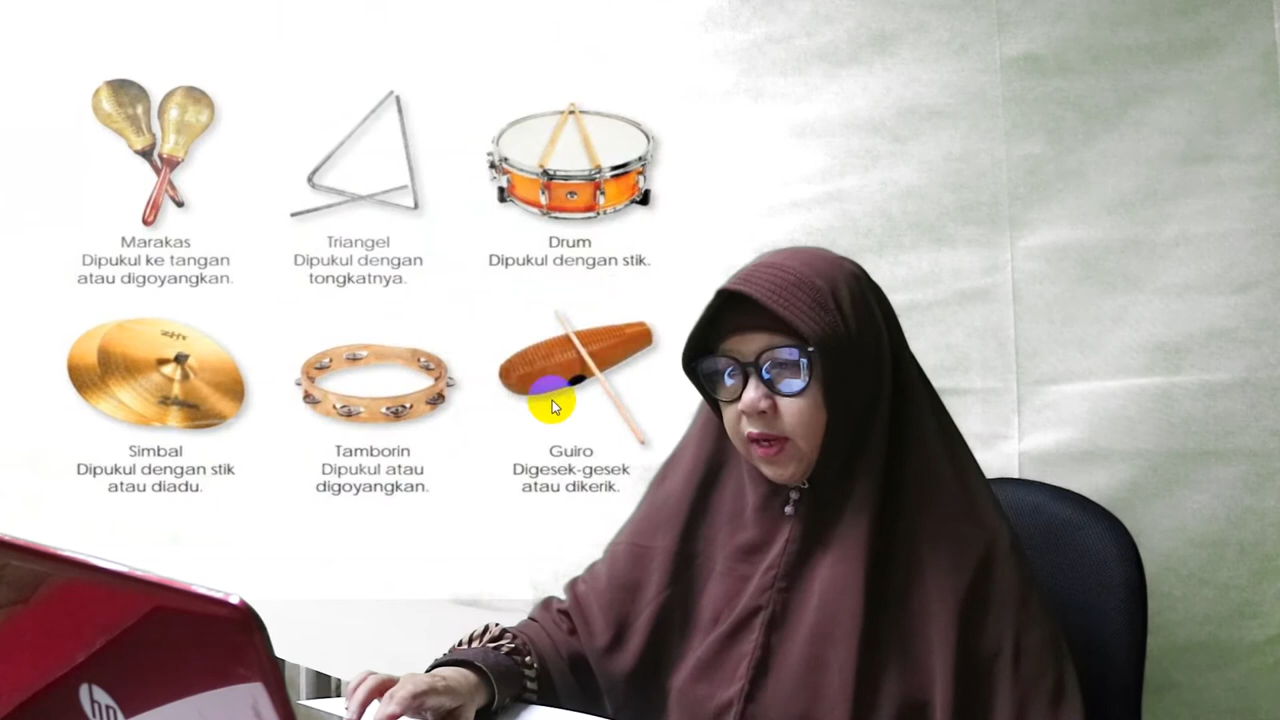 Marakas
Dipukul ke tangan
atau digoyangkan.
Triangel
Dipukul dengan
tongkatnya.
Drum
Dipukul dengan stik.
Simbal
Dipukul dengan stik
atau diadu.
Tamborin
Dipukul atau
digoyangkan.
Guiro
Digesek-gesek
atau dikerik.
hp